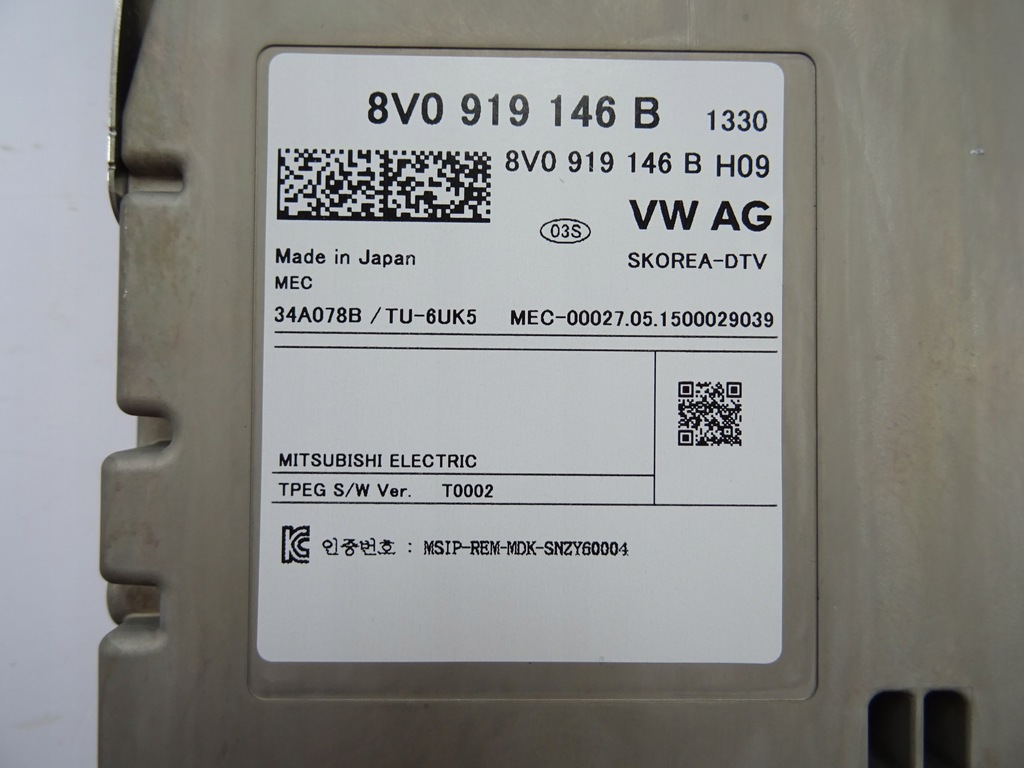 8V0 919 146 B 1330
8V0 919 146 B H09
VW AG
03S
Made in Japan
SKOREA-DTV
MEC
34A078B / TU-6UK5 MEC-00027.05.1500029039
MITSUBISHI ELECTRIC
TPEG S/W Ver. T0002
KC 인증번호 : MSIP-REM-MDK-SNZY60004